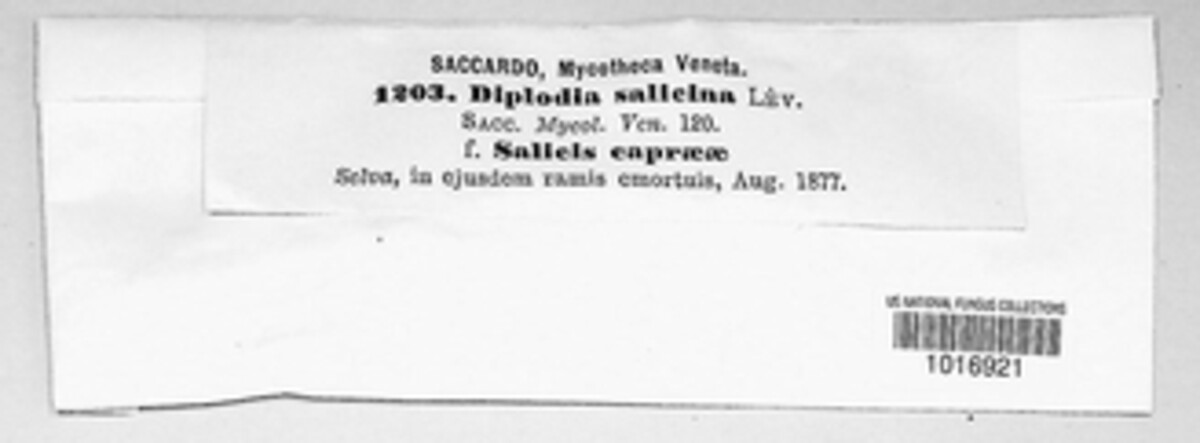 SACCARDO, Mycotheca Veneta.
1203. Diplodia salicina Lév.
SACC. Mycol. Ven. 120.
f. Salicis capreæ
Selva, in ejusdem ramis emortuis, Aug. 1877.
US NATIONAL FUNGUS COLLECTIONS
1016921